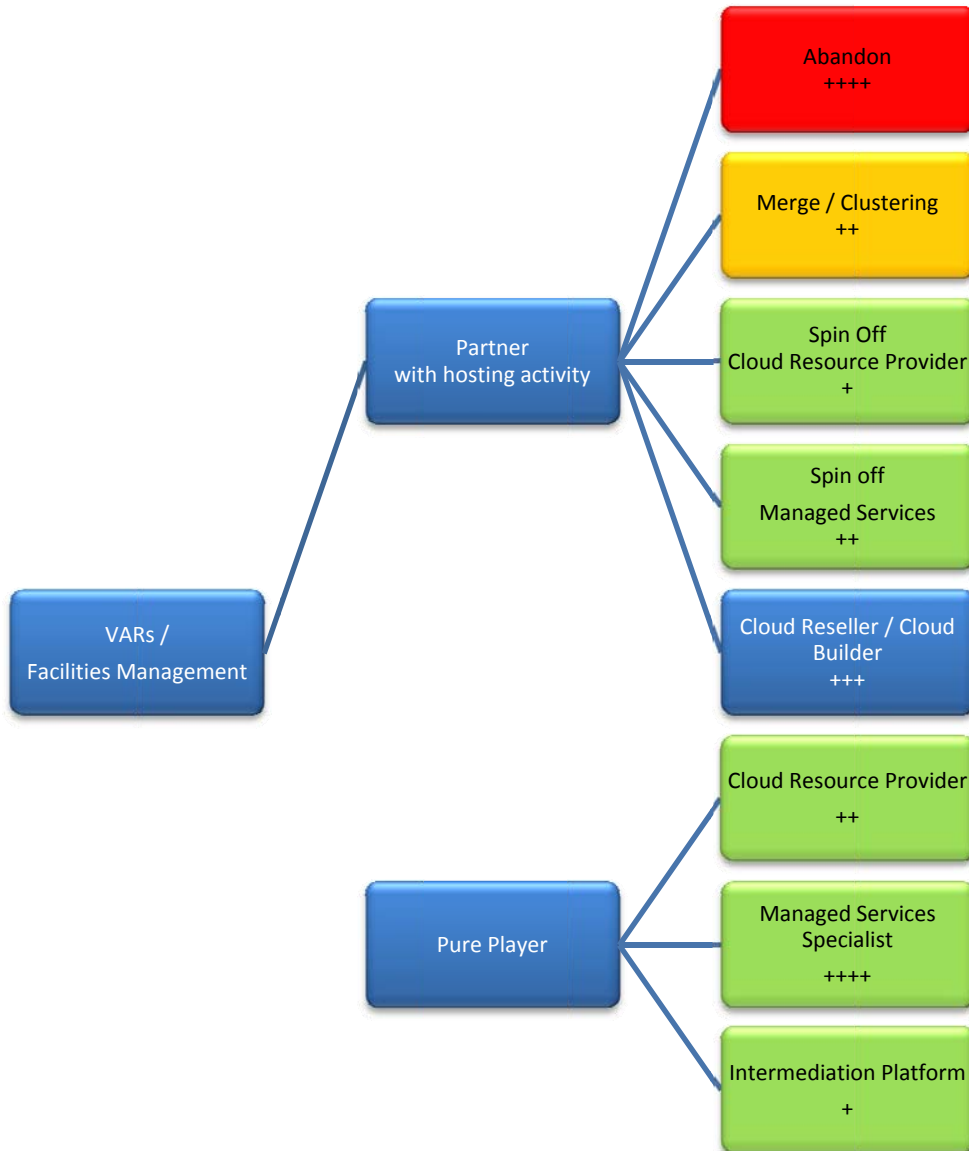 Abandon
++++
Merge / Clustering
++
Partner
with hosting activity
Spin Off
Cloud Resource Provider
+
Spin off
Managed Services
++
VARs /
Facilities Management
Cloud Reseller / Cloud
Builder
+++
Cloud Resource Provider
++
Pure Player
Managed Services
Specialist
++++
Intermediation Platform
+